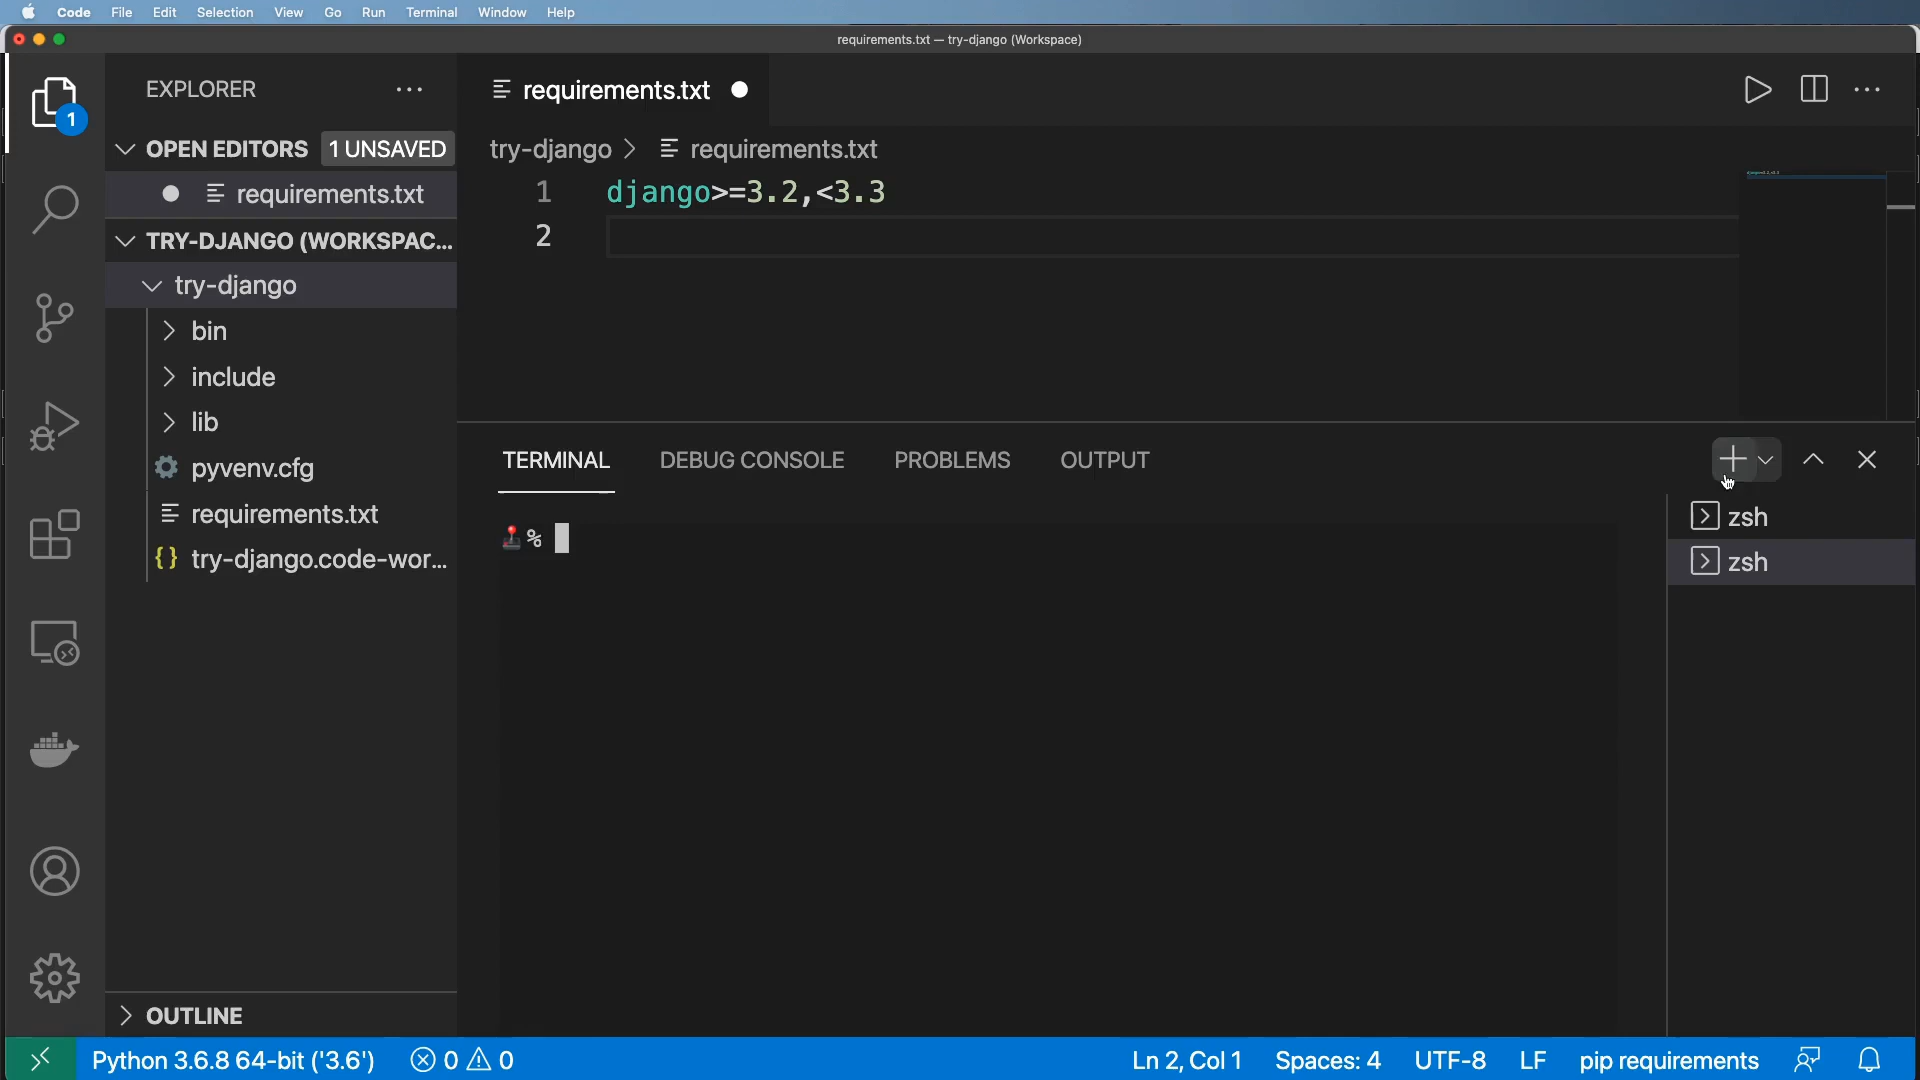 Code File Edit Selection View Go Run Terminal Window Help
requirements.txt — try-django (Workspace)
EXPLORER
requirements.txt
1
OPEN EDITORS 1 UNSAVED
try-django > requirements.txt
requirements.txt
1 django>=3.2,<3.3
2
TRY-DJANGO (WORKSPAC...
try-django
bin
include
lib
pyvenv.cfg
requirements.txt
try-django.code-wor...
TERMINAL DEBUG CONSOLE PROBLEMS OUTPUT
%
zsh
zsh
OUTLINE
Python 3.6.8 64-bit ('3.6') 0 0 Ln 2, Col 1 Spaces: 4 UTF-8 LF pip requirements